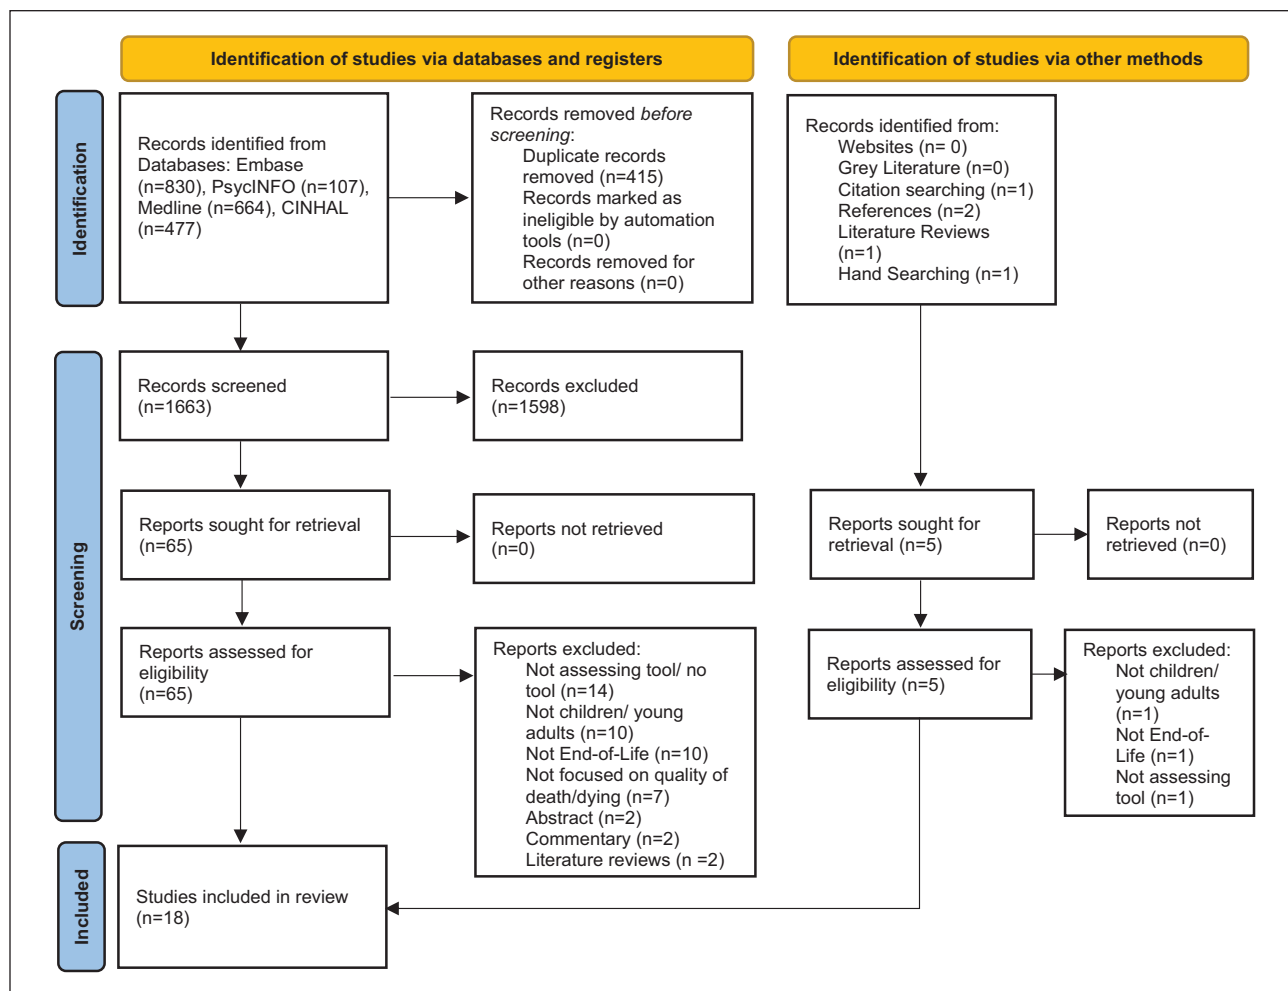 Identification of studies via databases and registers
Identification of studies via other methods
Identification
Records identified from
Databases: Embase
(n=830), PsycINFO (n=107),
Medline (n=664), CINHAL
(n=477)
Records removed before
screening:
Duplicate records
removed (n=415)
Records marked as
ineligible by automation
tools (n=0)
Records removed for
other reasons (n=0)
Records identified from:
Websites (n= 0)
Grey Literature (n=0)
Citation searching (n=1)
References (n=2)
Literature Reviews
(n=1)
Hand Searching (n=1)
Screening
Records screened
(n=1663)
Records excluded
(n=1598)
Reports sought for retrieval
(n=65)
Reports not retrieved
(n=0)
Reports sought for
retrieval (n=5)
Reports not
retrieved (n=0)
Reports assessed for
eligibility
(n=65)
Reports excluded:
Not assessing tool/ no
tool (n=14)
Not children/ young
adults (n=10)
Not End-of-Life (n=10)
Not focused on quality of
death/dying (n=7)
Abstract (n=2)
Commentary (n=2)
Literature reviews (n =2)
Reports assessed for
eligibility (n=5)
Reports excluded:
Not children/
young adults
(n=1)
Not End-of-
Life (n=1)
Not assessing
tool (n=1)
Included
Studies included in review
(n=18)